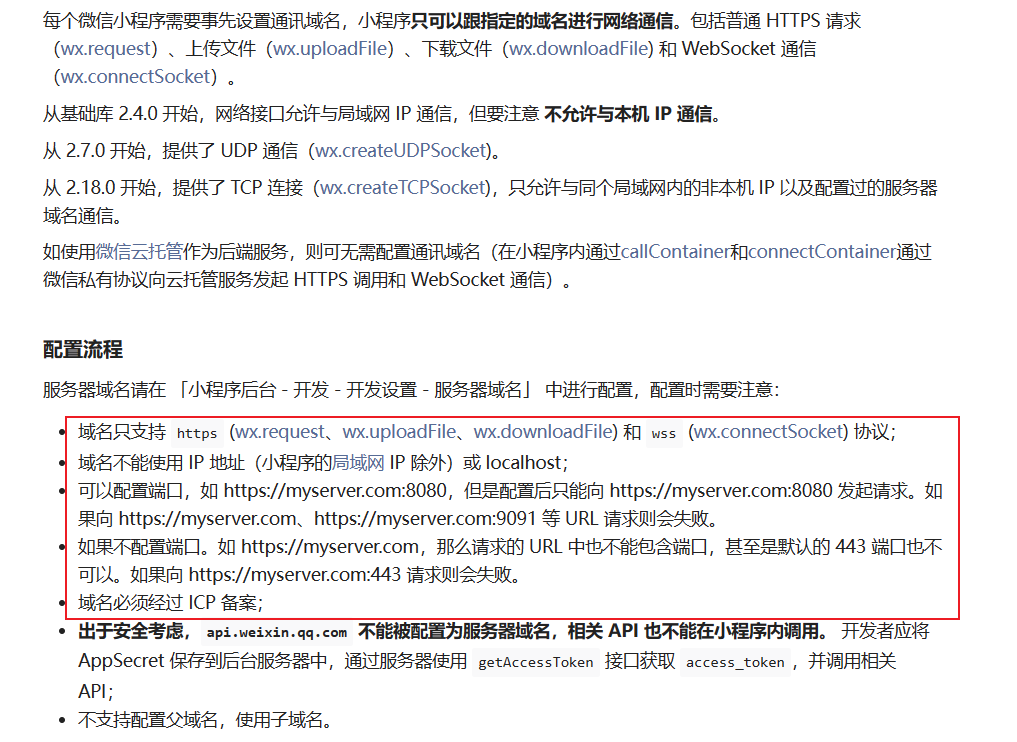 每个微信小程序需要事先设置通讯域名，小程序只可以跟指定的域名进行网络通信。包括普通 HTTPS 请求
（wx.request）、上传文件（wx.uploadFile）、下载文件（wx.downloadFile) 和 WebSocket 通信
（wx.connectSocket）。
从基础库 2.4.0 开始，网络接口允许与局域网 IP 通信，但要注意 不允许与本机 IP 通信。
从 2.7.0 开始，提供了 UDP 通信（wx.createUDPSocket)。
从 2.18.0 开始，提供了 TCP 连接（wx.createTCPSocket)，只允许与同个局域网内的非本机 IP 以及配置过的服务器
域名通信。
如使用微信云托管作为后端服务，则可无需配置通讯域名（在小程序内通过callContainer和connectContainer通过
微信私有协议向云托管服务发起 HTTPS 调用和 WebSocket 通信）。
配置流程
服务器域名请在 「小程序后台 - 开发 - 开发设置 - 服务器域名」 中进行配置，配置时需要注意：
• 域名只支持 https (wx.request、wx.uploadFile、wx.downloadFile) 和 wss (wx.connectSocket) 协议；
• 域名不能使用 IP 地址（小程序的局域网 IP 除外）或 localhost；
• 可以配置端口，如 https://myserver.com:8080，但是配置后只能向 https://myserver.com:8080 发起请求。如
果向 https://myserver.com、https://myserver.com:9091 等 URL 请求则会失败。
• 如果不配置端口。如 https://myserver.com，那么请求的 URL 中也不能包含端口，甚至是默认的 443 端口也不
可以。如果向 https://myserver.com:443 请求则会失败。
• 域名必须经过 ICP 备案；
• 出于安全考虑， api.weixin.qq.com 不能被配置为服务器域名，相关 API 也不能在小程序内调用。 开发者应将
AppSecret 保存到后台服务器中，通过服务器使用 getAccessToken 接口获取 access_token ，并调用相关
API；
• 不支持配置父域名，使用子域名。